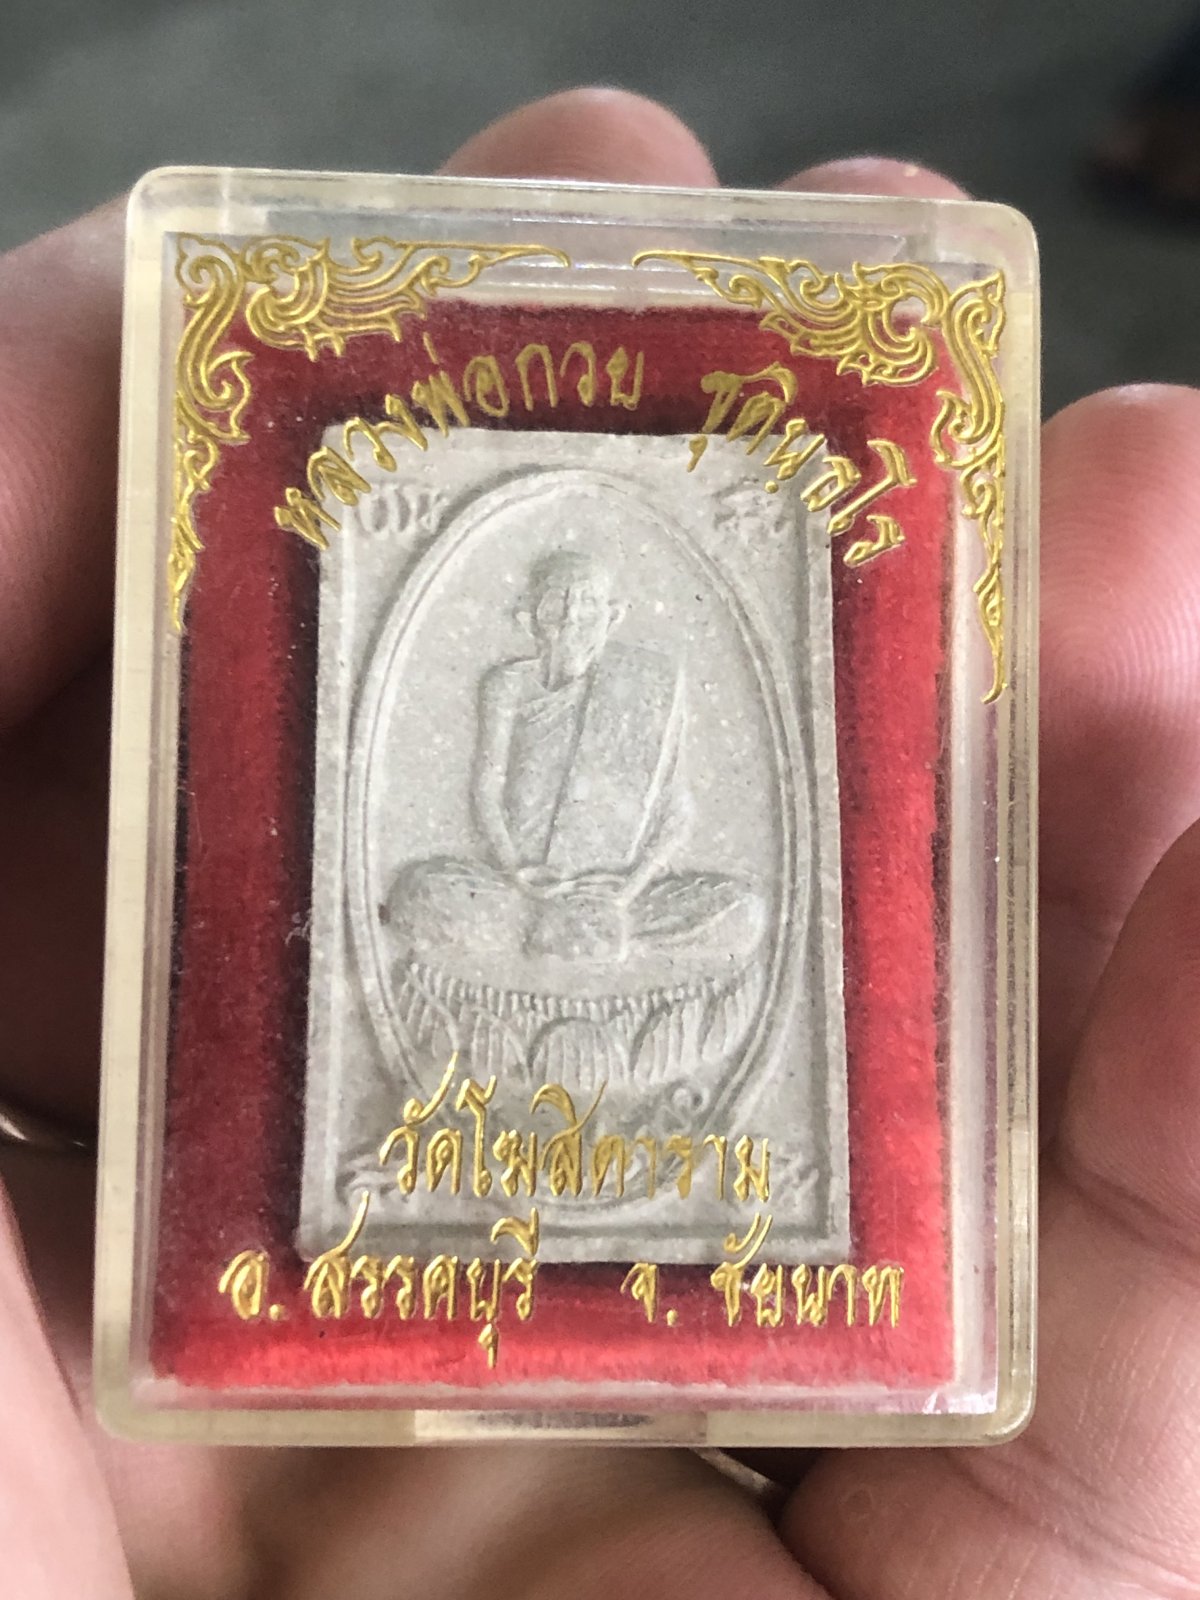 หลวงพ่อกวย ชุตินฺธโร
วัดโฆสิตาราม
อ. สรรคบุรี จ. ชัยนาท